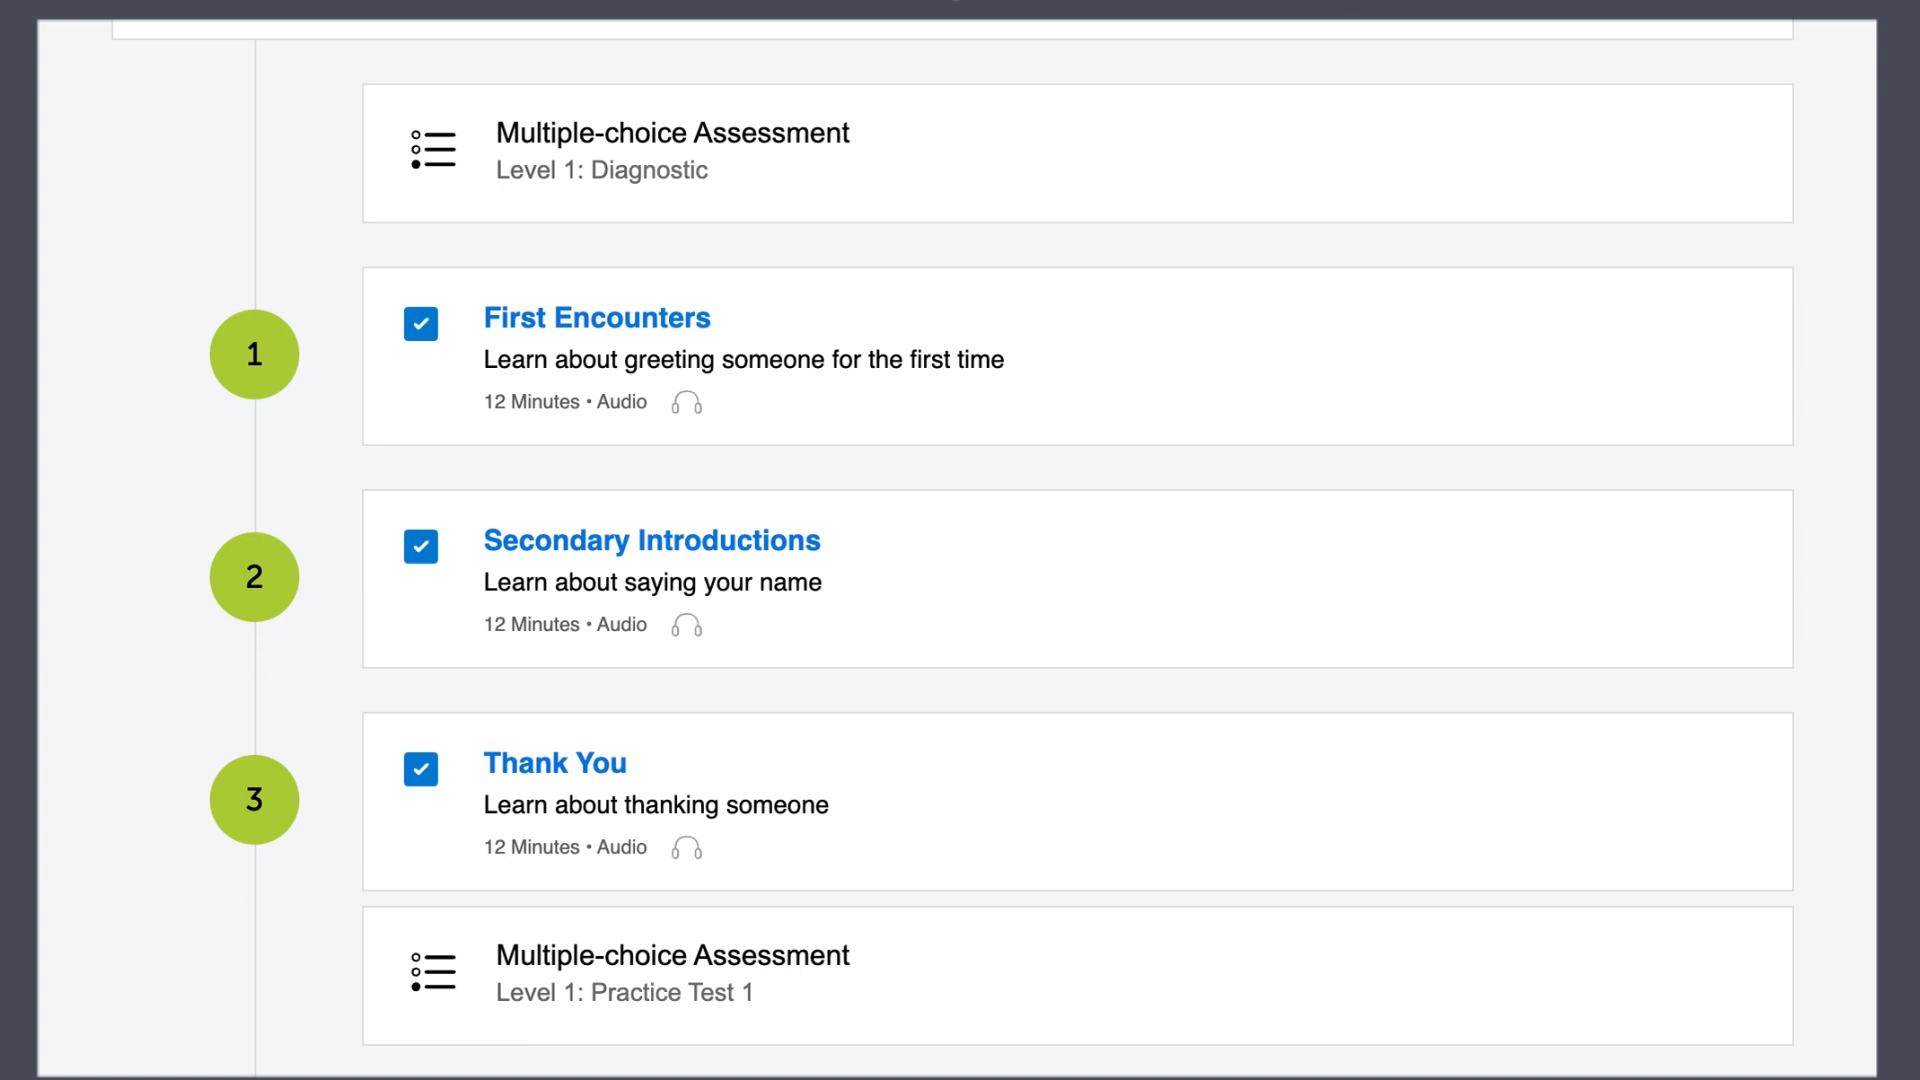 Multiple-choice Assessment
Level 1: Diagnostic
1
First Encounters
Learn about greeting someone for the first time
12 Minutes • Audio
2
Secondary Introductions
Learn about saying your name
12 Minutes • Audio
3
Thank You
Learn about thanking someone
12 Minutes • Audio
Multiple-choice Assessment
Level 1: Practice Test 1